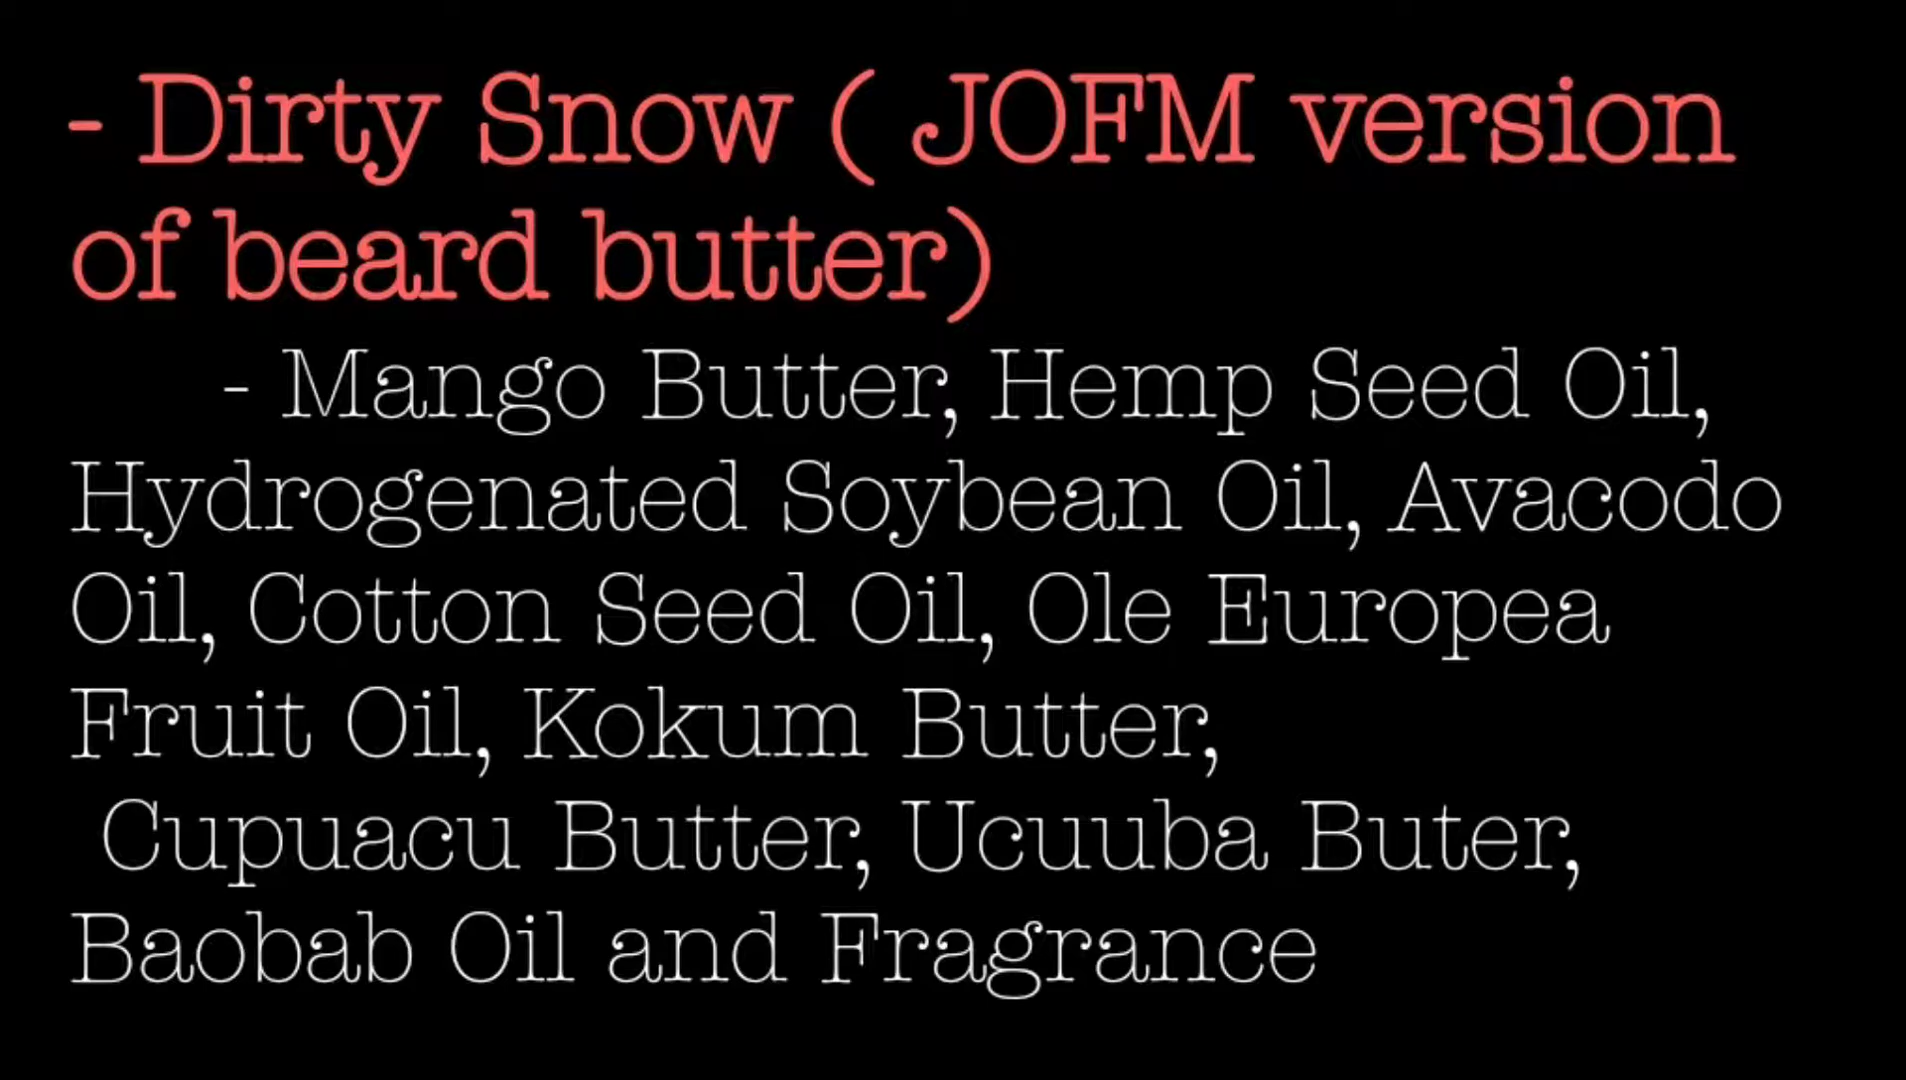 - Dirty Snow ( JOFM version
of beard butter)
- Mango Butter, Hemp Seed Oil,
Hydrogenated Soybean Oil, Avacodo
Oil, Cotton Seed Oil, Ole Europea
Fruit Oil, Kokum Butter,
Cupuacu Butter, Ucuuba Buter,
Baobab Oil and Fragrance